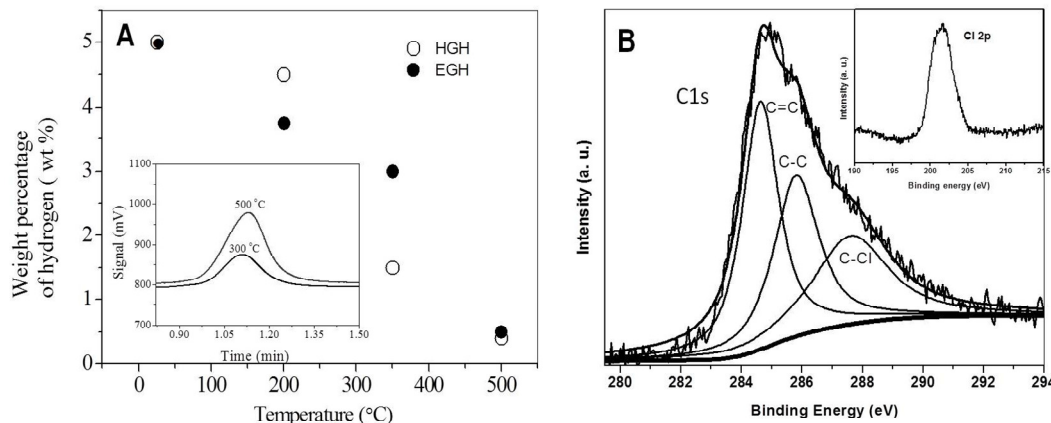 A
HGH
EGH
Weight percentage
of hydrogen ( wt %)
5
4
3
2
1
0
0 100 200 300 400 500
Temperature (°C)
1100
1000
900
800
700
Signal (mV)
500 °C
300 °C
0.90 1.05 1.20 1.35 1.50
Time (min)
B
C1s
C=C
C-C
C-Cl
Intensity (a. u.)
280 282 284 286 288 290 292 294
Binding Energy (eV)
Cl 2p
Intensity (a. u.)
190 195 200 205 210 215
Binding energy (eV)